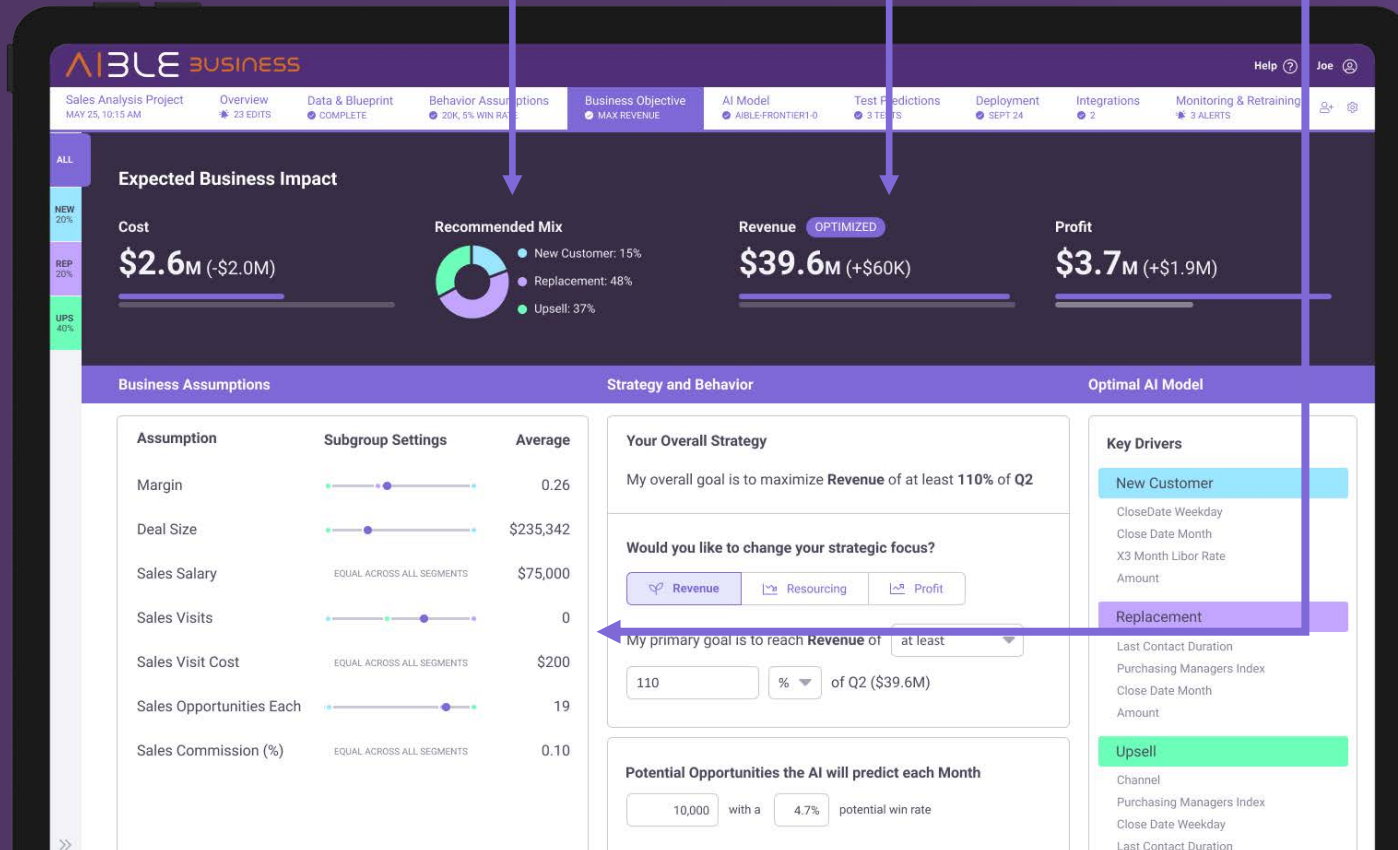 AIBLE BUSINESS
Help ? Joe
Sales Analysis Project
MAY 25, 10:15 AM
Overview
23 EDITS
Data & Blueprint
COMPLETE
Behavior Assumptions
20K, 5% WIN RATE
Business Objective
MAX REVENUE
AI Model
AIBLE-FRONTIER1-0
Test Predictions
3 TESTS
Deployment
SEPT 24
Integrations
2
Monitoring & Retraining
3 ALERTS
ALL
NEW
20%
REP
20%
UPS
40%
Expected Business Impact
Cost
$2.6M (-$2.0M)
Recommended Mix
New Customer: 15%
Replacement: 48%
Upsell: 37%
Revenue OPTIMIZED
$39.6M (+$60K)
Profit
$3.7M (+$1.9M)
Business Assumptions
Assumption Subgroup Settings Average
Margin 0.26
Deal Size $235,342
Sales Salary EQUAL ACROSS ALL SEGMENTS $75,000
Sales Visits 0
Sales Visit Cost EQUAL ACROSS ALL SEGMENTS $200
Sales Opportunities Each 19
Sales Commission (%) EQUAL ACROSS ALL SEGMENTS 0.10
Strategy and Behavior
Your Overall Strategy
My overall goal is to maximize Revenue of at least 110% of Q2
Would you like to change your strategic focus?
Revenue Resourcing Profit
My primary goal is to reach Revenue of at least
110 % of Q2 ($39.6M)
Potential Opportunities the AI will predict each Month
10,000 with a 4.7% potential win rate
Optimal AI Model
Key Drivers
New Customer
CloseDate Weekday
Close Date Month
X3 Month Libor Rate
Amount
Replacement
Last Contact Duration
Purchasing Managers Index
Close Date Month
Amount
Upsell
Channel
Purchasing Managers Index
Close Date Weekday
Last Contact Duration